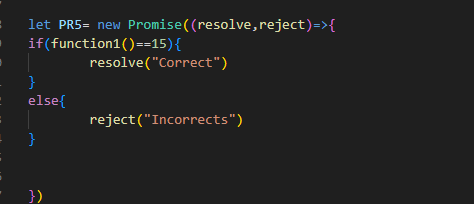 let PR5= new Promise((resolve,reject)=>{
if(function1()==15){
        resolve("Correct")
}
else{
        reject("Incorrects")
}
})